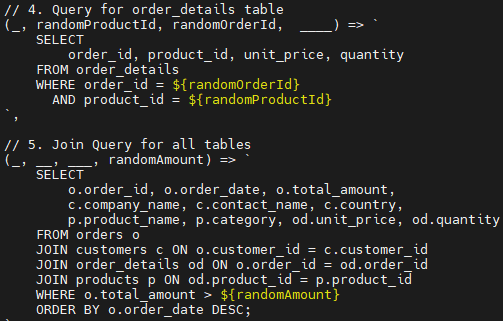 // 4. Query for order_details table
(_, randomProductId, randomOrderId,  ____) => `
    SELECT
        order_id, product_id, unit_price, quantity
    FROM order_details
    WHERE order_id = ${randomOrderId}
      AND product_id = ${randomProductId}
`,

// 5. Join Query for all tables
(_, __, ___, randomAmount) => `
    SELECT
        o.order_id, o.order_date, o.total_amount,
        c.company_name, c.contact_name, c.country,
        p.product_name, p.category, od.unit_price, od.quantity
    FROM orders o
    JOIN customers c ON o.customer_id = c.customer_id
    JOIN order_details od ON o.order_id = od.order_id
    JOIN products p ON od.product_id = p.product_id
    WHERE o.total_amount > ${randomAmount}
    ORDER BY o.order_date DESC;
`